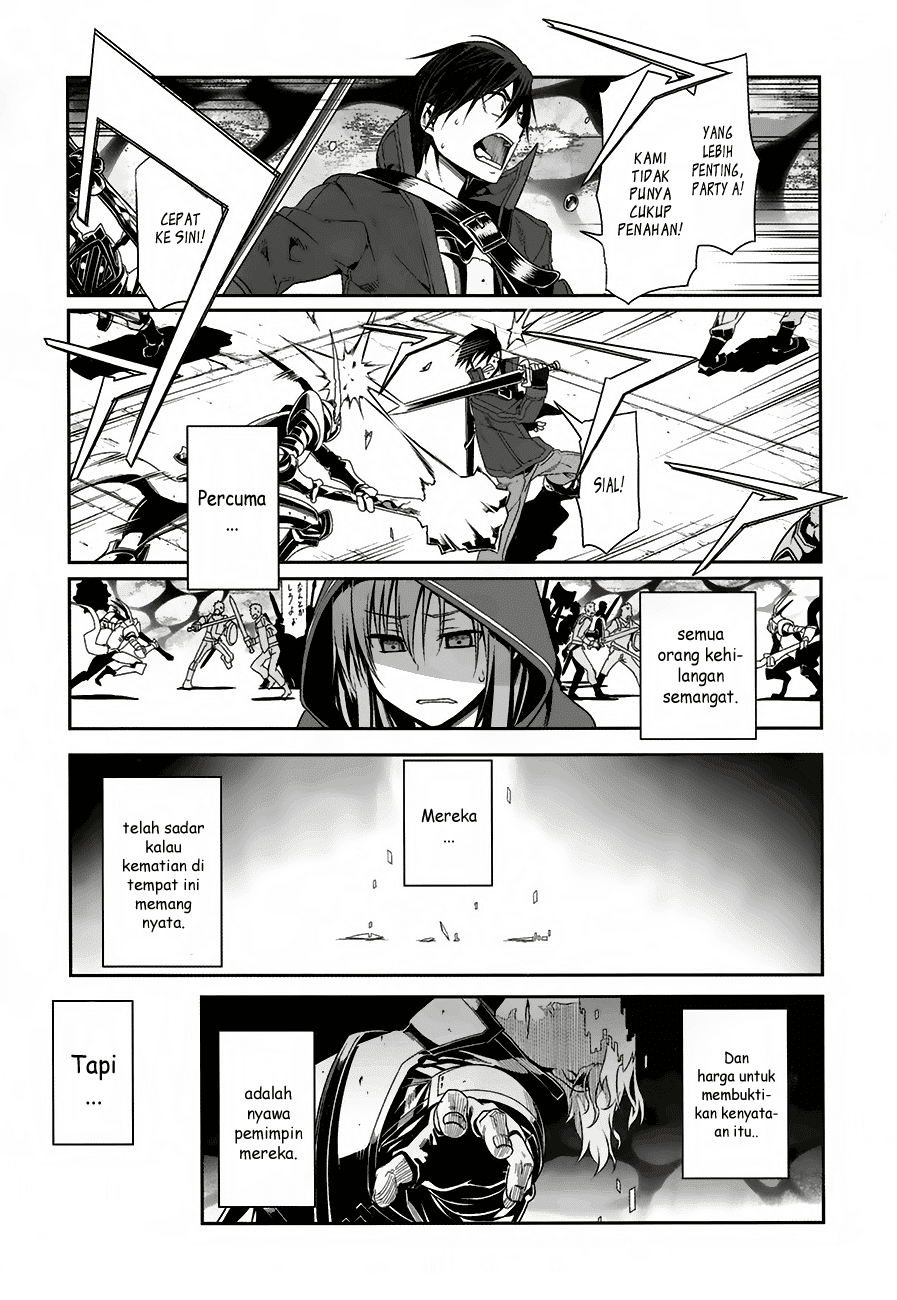 YANG
LEBIH
PENTING,
PARTY A!
KAMI
TIDAK
PUNYA
CUKUP
PENAHAN!
CEPAT
KE SINI!
SIAL!
Percuma
...
semua
orang kehi-
langan
semangat.
Mereka
...
telah sadar
kalau
kematian di
tempat ini
memang
nyata.
Dan
harga untuk
membukti-
kan kenyata-
an itu..
adalah
nyawa
pemimpin
mereka.
Tapi
...